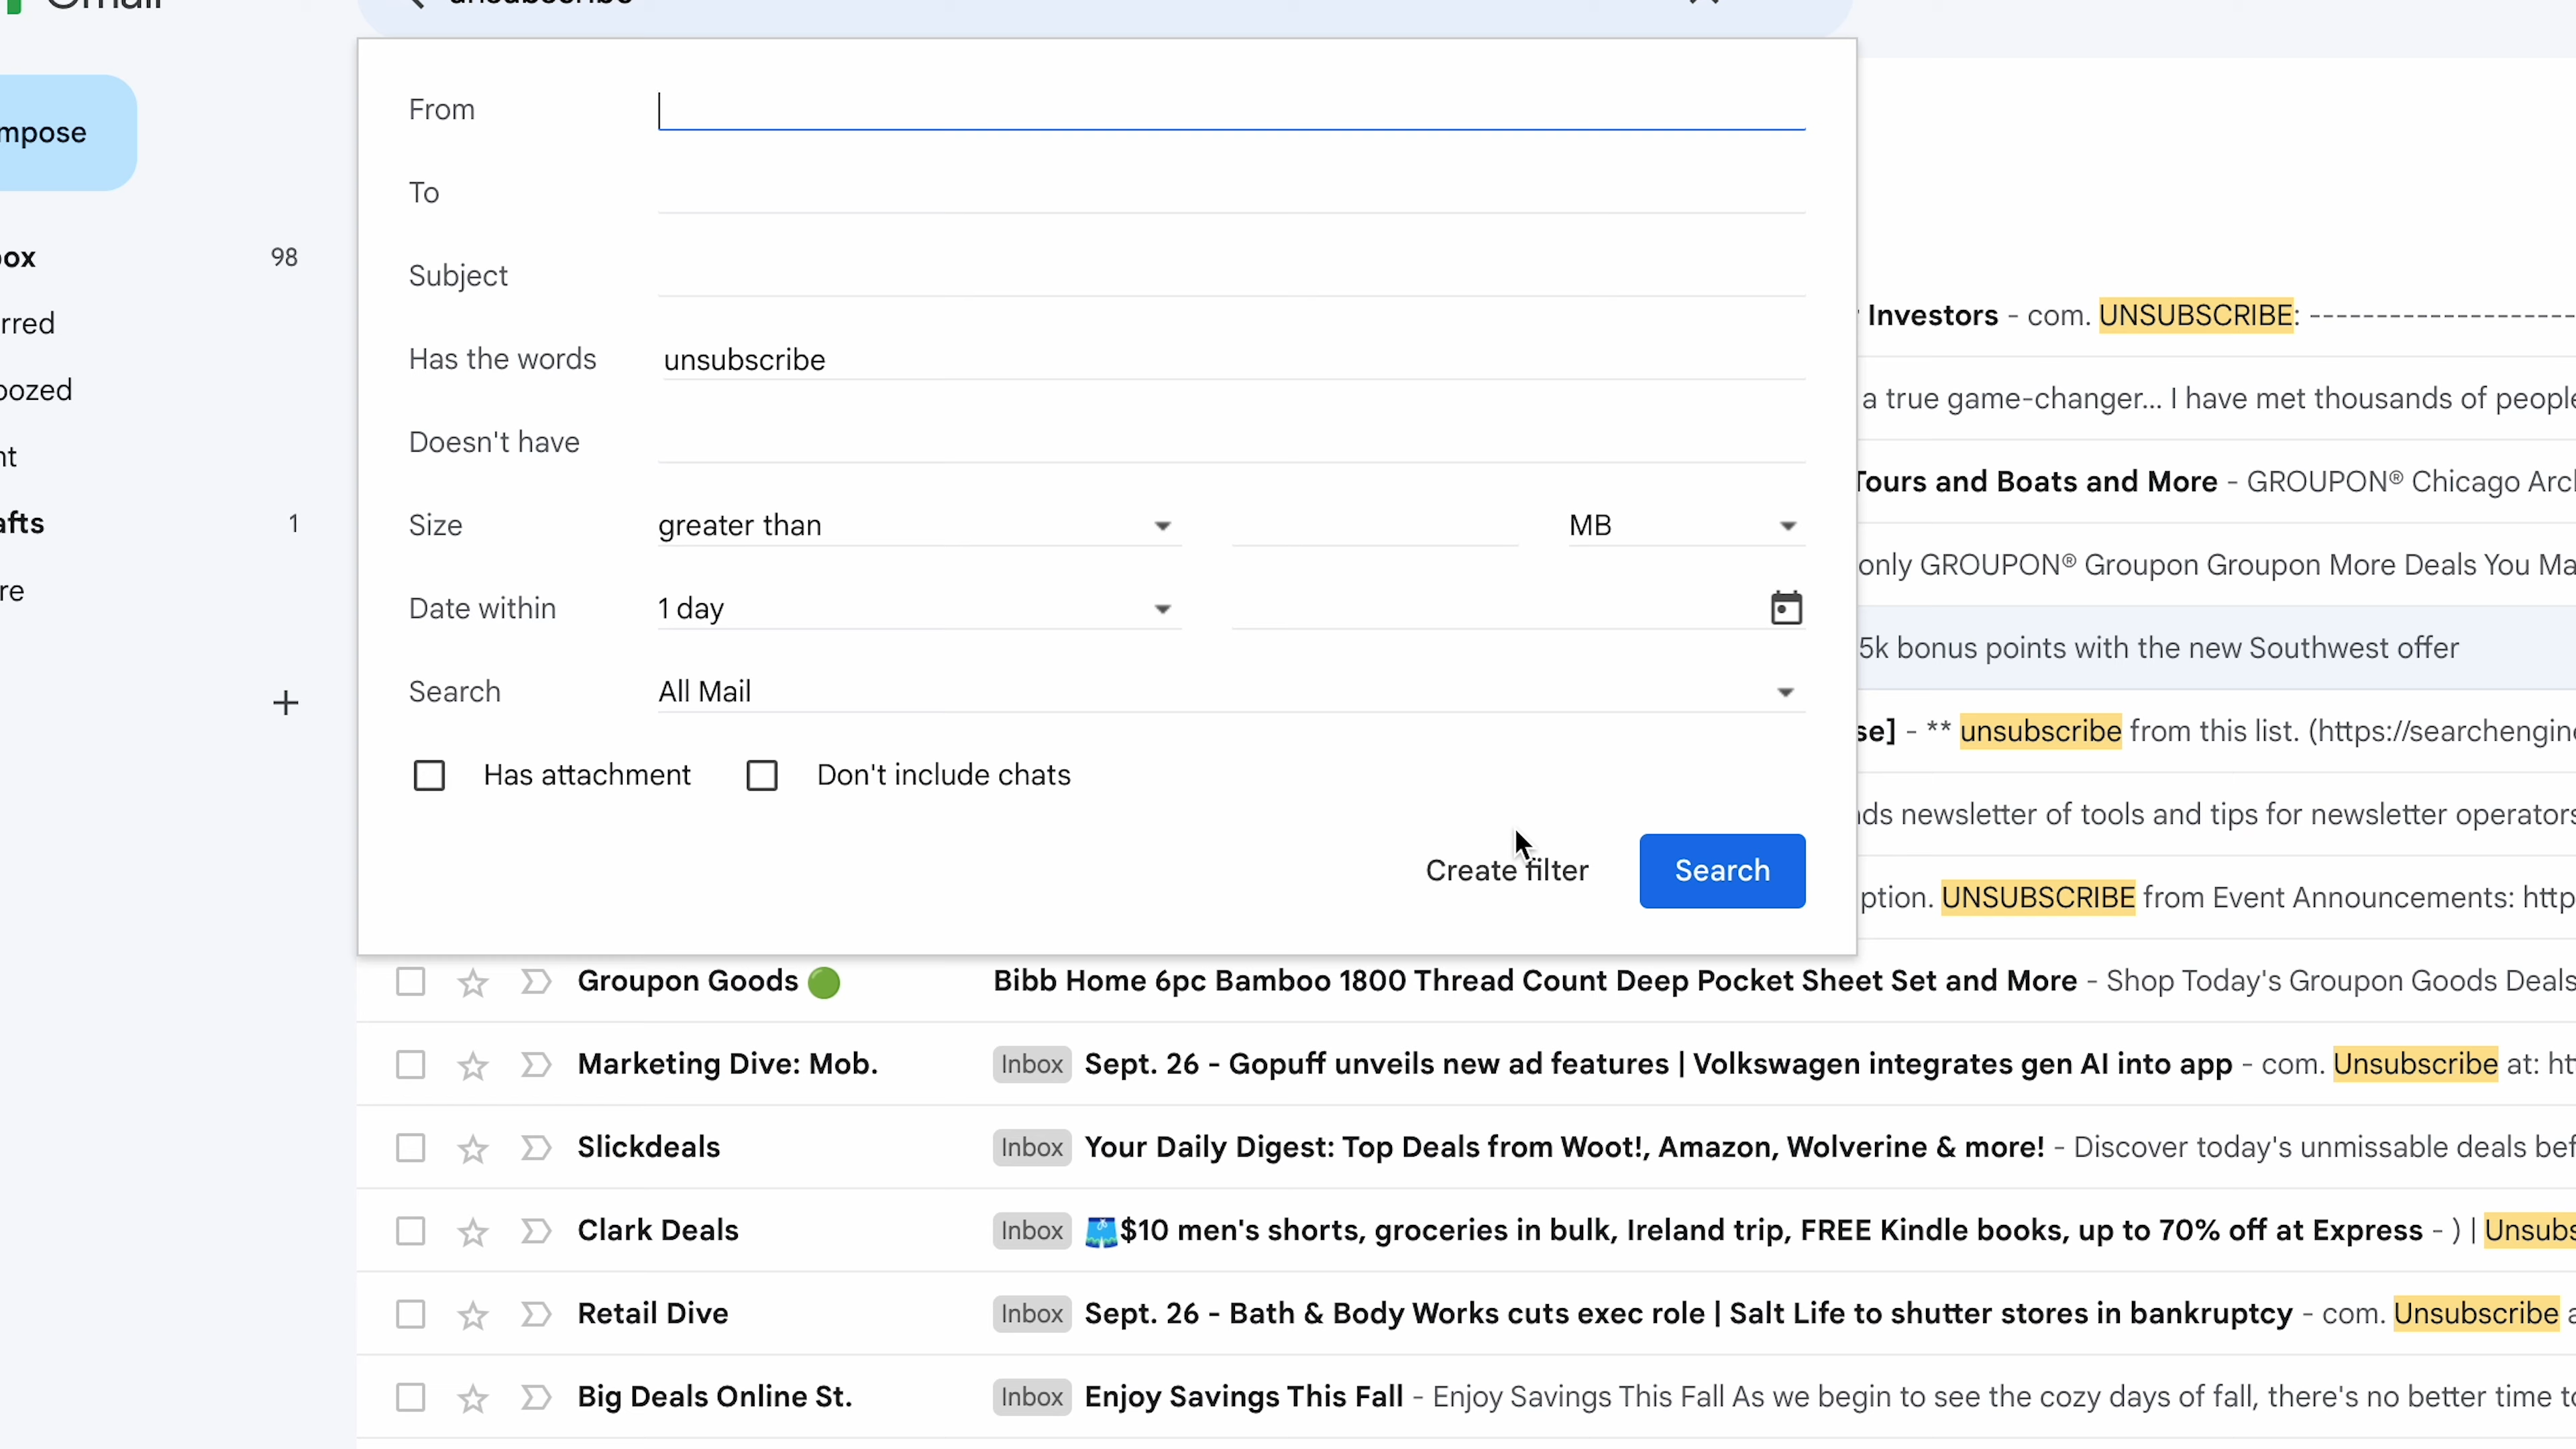 unsubscribe
mpose
From
To
ox 98
Subject
rred
r Investors - com. UNSUBSCRIBE: --------------------
Has the words unsubscribe
oozed
a true game-changer... I have met thousands of people
Doesn't have
nt
Tours and Boats and More - GROUPON® Chicago Arc
afts 1
Size greater than MB
only GROUPON® Groupon Groupon More Deals You Ma
re
Date within 1 day
5k bonus points with the new Southwest offer
Search All Mail
se] - ** unsubscribe from this list. (https://searchengin
Has attachment Don't include chats
ds newsletter of tools and tips for newsletter operators
Create filter Search
ption. UNSUBSCRIBE from Event Announcements: http
Groupon Goods Bibb Home 6pc Bamboo 1800 Thread Count Deep Pocket Sheet Set and More - Shop Today's Groupon Goods Deals
Marketing Dive: Mob. Inbox Sept. 26 - Gopuff unveils new ad features | Volkswagen integrates gen AI into app - com. Unsubscribe at: ht
Slickdeals Inbox Your Daily Digest: Top Deals from Woot!, Amazon, Wolverine & more! - Discover today's unmissable deals bef
Clark Deals Inbox 🩳$10 men's shorts, groceries in bulk, Ireland trip, FREE Kindle books, up to 70% off at Express - ) | Unsubs
Retail Dive Inbox Sept. 26 - Bath & Body Works cuts exec role | Salt Life to shutter stores in bankruptcy - com. Unsubscribe a
Big Deals Online St. Inbox Enjoy Savings This Fall - Enjoy Savings This Fall As we begin to see the cozy days of fall, there's no better time to